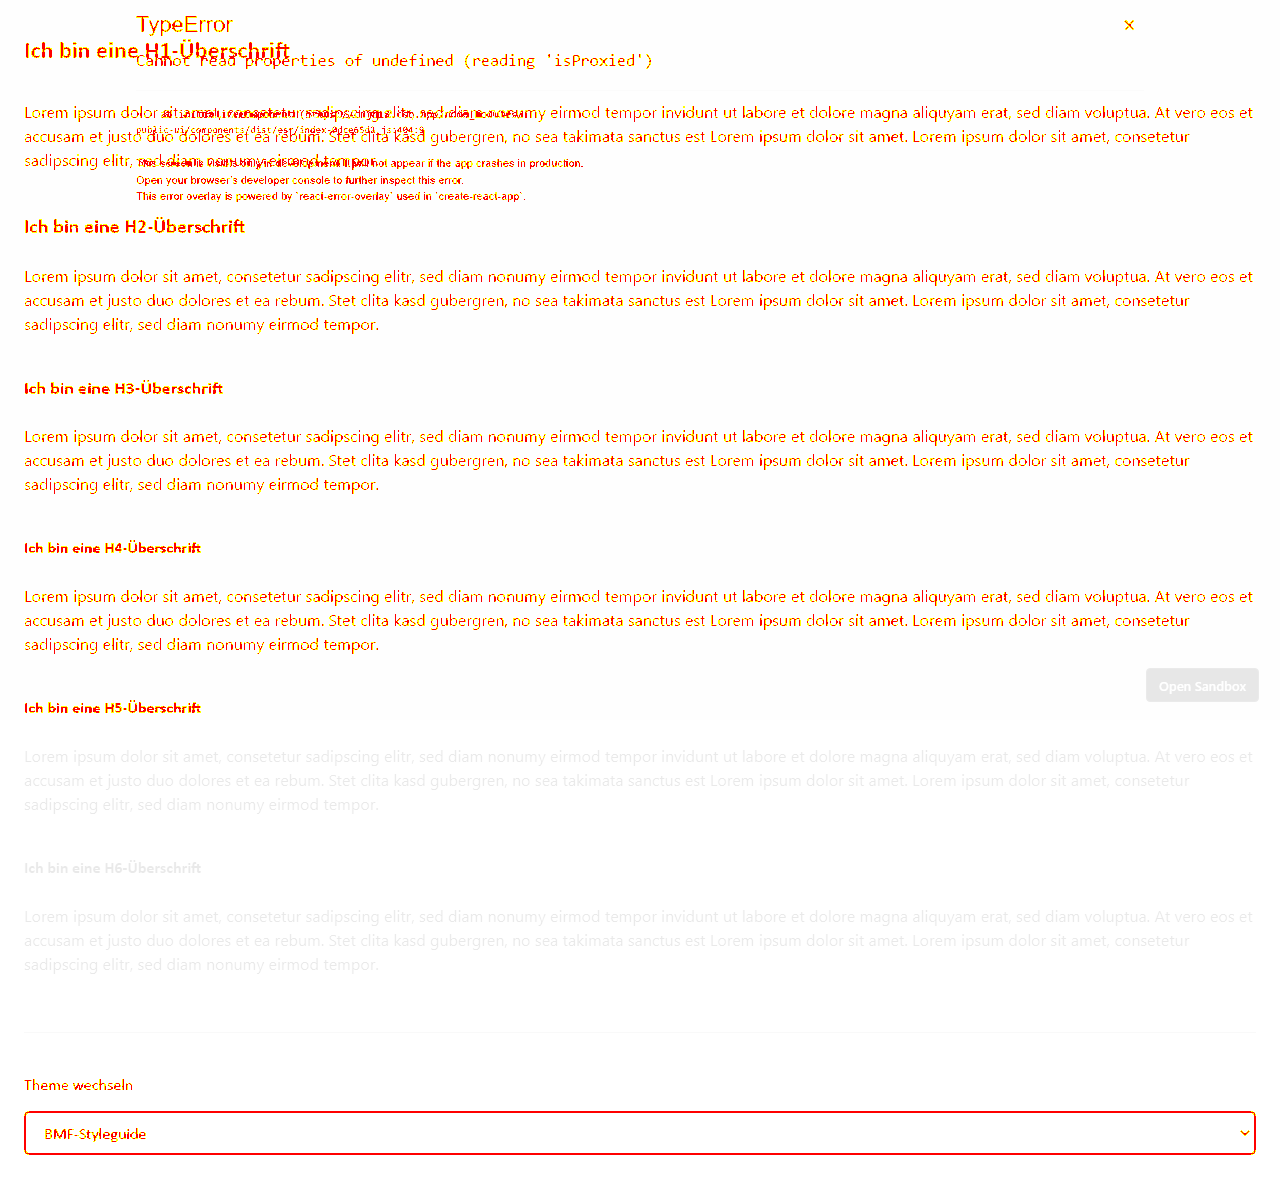 TypeError
×
Ich bin eine H1-Überschrift
Cannot read properties of undefined (reading 'isProxied')
Lorem ipsum dolor sit amet, consetetur sadipscing elitr, sed diam nonumy eirmod tempor invidunt ut labore et dolore magna aliquyam erat, sed diam voluptua. At vero eos et
accusam et justo duo dolores et ea rebum. Stet clita kasd gubergren, no sea takimata sanctus est Lorem ipsum dolor sit amet. Lorem ipsum dolor sit amet, consetetur
sadipscing elitr, sed diam nonumy eirmod tempor.
This screen is visible only in development. It will not appear if the app crashes in production.
Open your browser's developer console to further inspect this error.
This error overlay is powered by `react-error-overlay` used in `create-react-app`.
Ich bin eine H2-Überschrift
Lorem ipsum dolor sit amet, consetetur sadipscing elitr, sed diam nonumy eirmod tempor invidunt ut labore et dolore magna aliquyam erat, sed diam voluptua. At vero eos et
accusam et justo duo dolores et ea rebum. Stet clita kasd gubergren, no sea takimata sanctus est Lorem ipsum dolor sit amet. Lorem ipsum dolor sit amet, consetetur
sadipscing elitr, sed diam nonumy eirmod tempor.
Ich bin eine H3-Überschrift
Lorem ipsum dolor sit amet, consetetur sadipscing elitr, sed diam nonumy eirmod tempor invidunt ut labore et dolore magna aliquyam erat, sed diam voluptua. At vero eos et
accusam et justo duo dolores et ea rebum. Stet clita kasd gubergren, no sea takimata sanctus est Lorem ipsum dolor sit amet. Lorem ipsum dolor sit amet, consetetur
sadipscing elitr, sed diam nonumy eirmod tempor.
Ich bin eine H4-Überschrift
Lorem ipsum dolor sit amet, consetetur sadipscing elitr, sed diam nonumy eirmod tempor invidunt ut labore et dolore magna aliquyam erat, sed diam voluptua. At vero eos et
accusam et justo duo dolores et ea rebum. Stet clita kasd gubergren, no sea takimata sanctus est Lorem ipsum dolor sit amet. Lorem ipsum dolor sit amet, consetetur
sadipscing elitr, sed diam nonumy eirmod tempor.
Open Sandbox
Ich bin eine H5-Überschrift
Lorem ipsum dolor sit amet, consetetur sadipscing elitr, sed diam nonumy eirmod tempor invidunt ut labore et dolore magna aliquyam erat, sed diam voluptua. At vero eos et
accusam et justo duo dolores et ea rebum. Stet clita kasd gubergren, no sea takimata sanctus est Lorem ipsum dolor sit amet. Lorem ipsum dolor sit amet, consetetur
sadipscing elitr, sed diam nonumy eirmod tempor.
Ich bin eine H6-Überschrift
Lorem ipsum dolor sit amet, consetetur sadipscing elitr, sed diam nonumy eirmod tempor invidunt ut labore et dolore magna aliquyam erat, sed diam voluptua. At vero eos et
accusam et justo duo dolores et ea rebum. Stet clita kasd gubergren, no sea takimata sanctus est Lorem ipsum dolor sit amet. Lorem ipsum dolor sit amet, consetetur
sadipscing elitr, sed diam nonumy eirmod tempor.
Theme wechseln
BMF-Styleguide